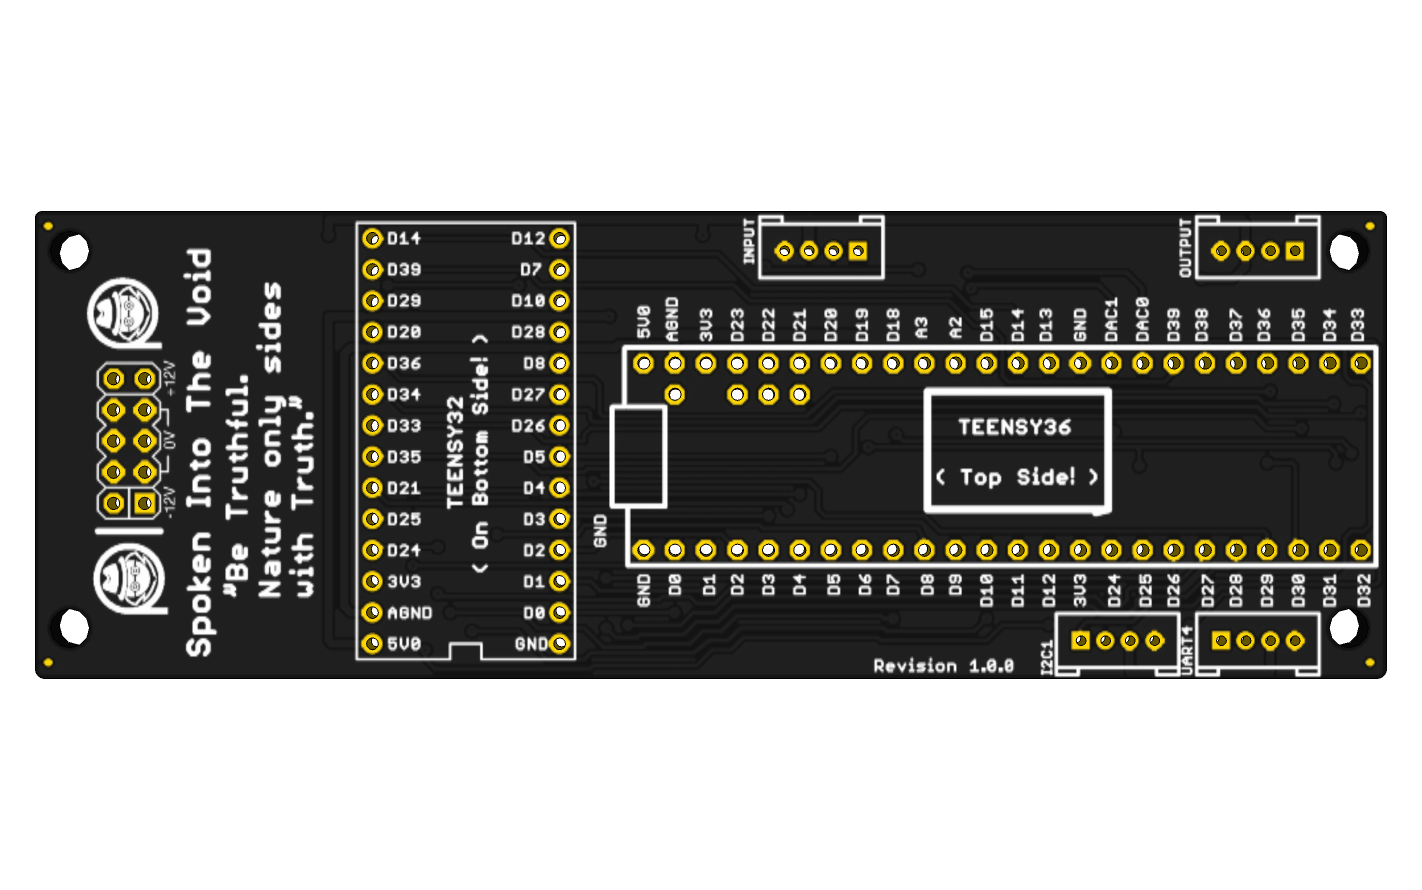 +12V
0V
-12V
Spoken Into The Void
"Be Truthful.
Nature only sides
with Truth."
D14 D12
D39 D7
D29 D10
D20 D28
D36 D8
D34 D27
D33 D26
D35 D5
D21 D4
D25 D3
D24 D2
3V3 D1
AGND D0
5V0 GND
TEENSY32
< On Bottom Side! >
INPUT
OUTPUT
5V0 AGND 3V3 D23 D22 D21 D20 D19 D18 A3 A2 D15 D14 D13 GND DAC1 DAC0 D39 D38 D37 D36 D35 D34 D33
TEENSY36
< Top Side! >
GND
GND D0 D1 D2 D3 D4 D5 D6 D7 D8 D9 D10 D11 D12 3V3 D24 D25 D26 D27 D28 D29 D30 D31 D32
I2C1
UART4
Revision 1.0.0